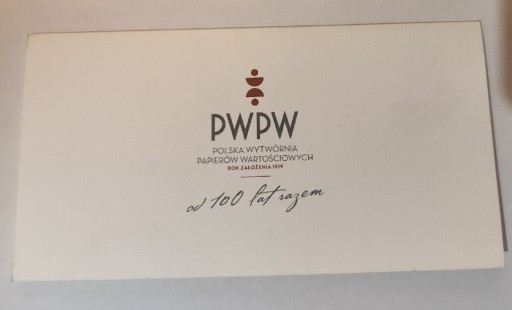 PWPW
POLSKA WYTWÓRNIA
PAPIERÓW WARTOŚCIOWYCH
ROK ZAŁOŻENIA 1919
od 100 lat razem